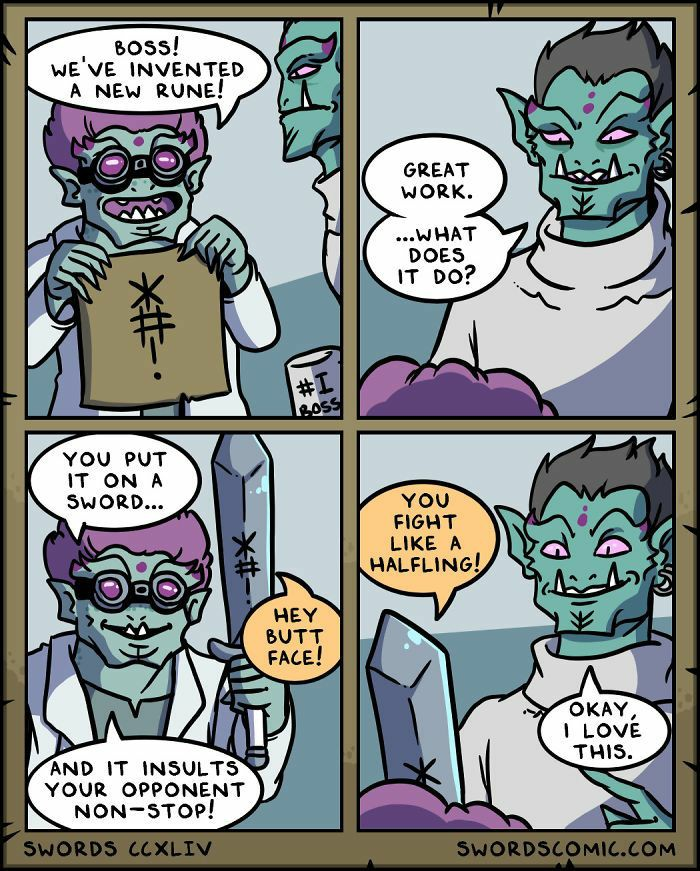 BOSS!
WE'VE INVENTED
A NEW RUNE!
*
#
!
#1
BOSS
GREAT
WORK.
...WHAT
DOES
IT DO?
YOU PUT
IT ON A
SWORD...
*
#
HEY
BUTT
FACE!
AND IT INSULTS
YOUR OPPONENT
NON-STOP!
YOU
FIGHT
LIKE A
HALFLING!
*
OKAY,
I LOVE
THIS.
SWORDS CCXLIV
SWORDSCOMIC.COM